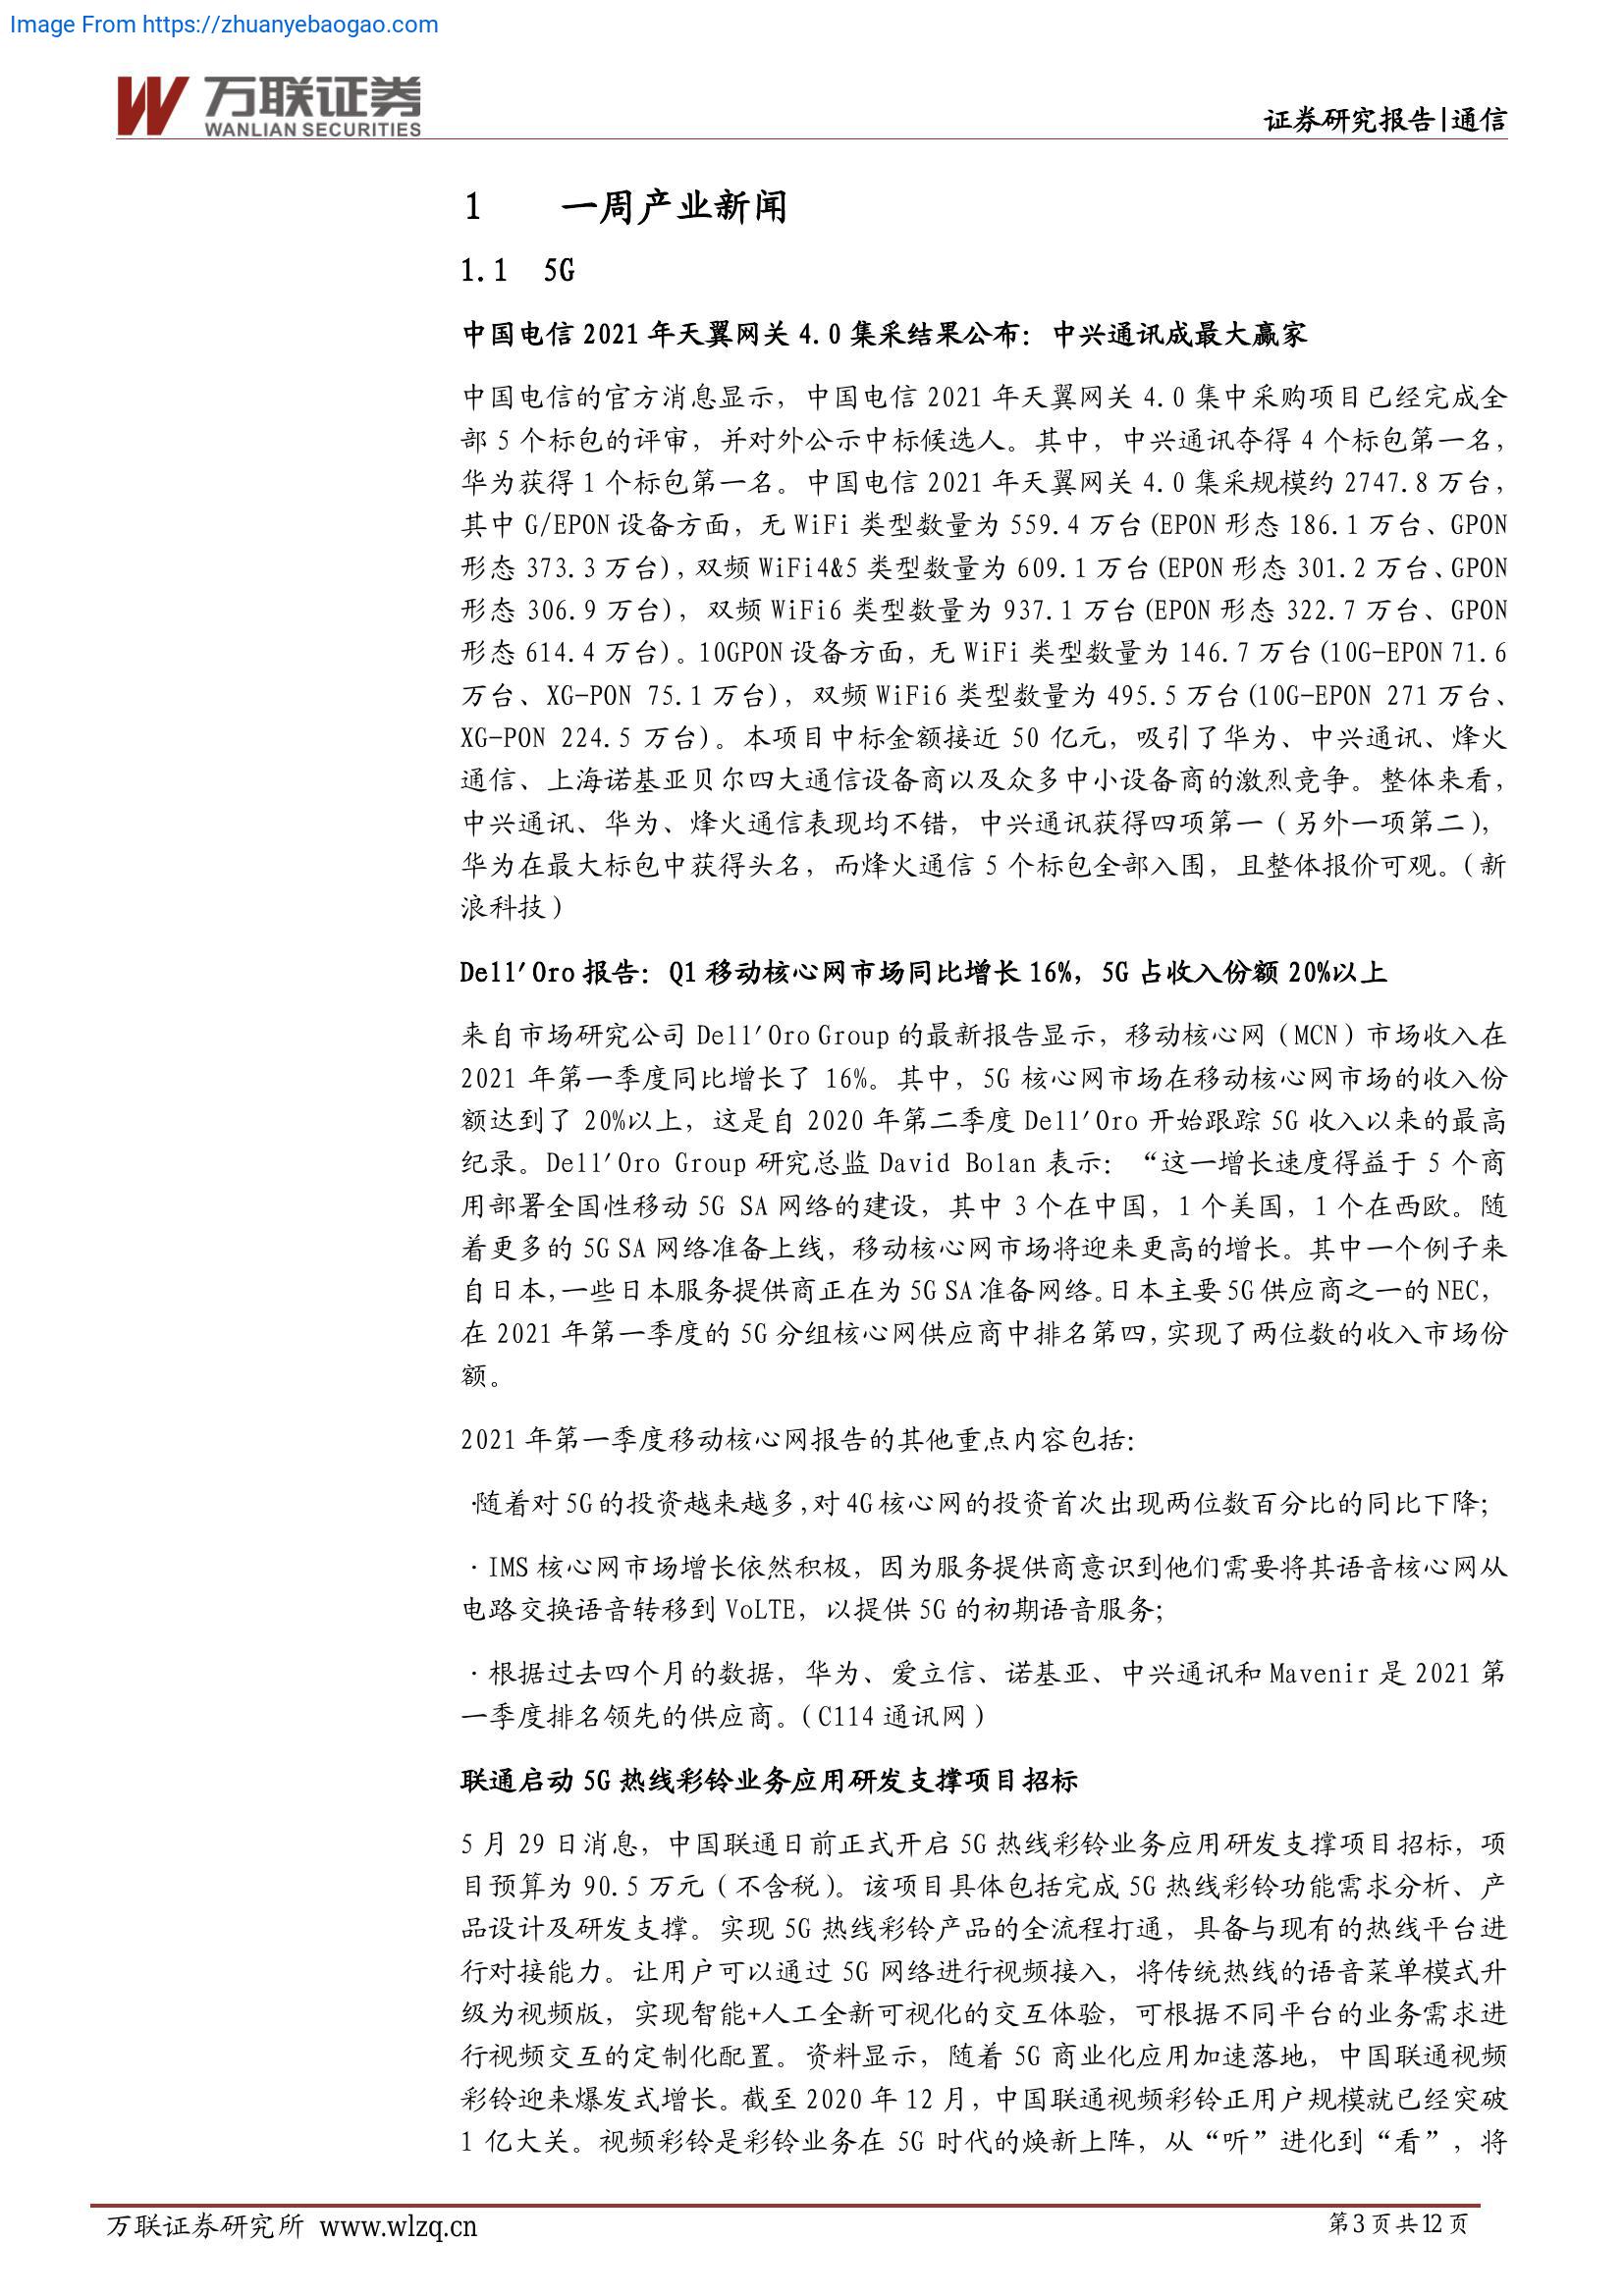 Image From https://zhuanyebaogao.com
万联证券
WANLIAN SECURITIES
证券研究报告|通信
1 一周产业新闻
1.1 5G
中国电信 2021 年天翼网关 4.0 集采结果公布：中兴通讯成最大赢家
中国电信的官方消息显示，中国电信 2021 年天翼网关 4.0 集中采购项目已经完成全
部 5 个标包的评审，并对外公示中标候选人。其中，中兴通讯夺得 4 个标包第一名，
华为获得 1 个标包第一名。中国电信 2021 年天翼网关 4.0 集采规模约 2747.8 万台，
其中 G/EPON 设备方面，无 WiFi 类型数量为 559.4 万台(EPON 形态 186.1 万台、GPON
形态 373.3 万台)，双频 WiFi4&5 类型数量为 609.1 万台(EPON 形态 301.2 万台、GPON
形态 306.9 万台)，双频 WiFi6 类型数量为 937.1 万台(EPON 形态 322.7 万台、GPON
形态 614.4 万台)。10GPON 设备方面，无 WiFi 类型数量为 146.7 万台(10G-EPON 71.6
万台、XG-PON 75.1 万台)，双频 WiFi6 类型数量为 495.5 万台(10G-EPON 271 万台、
XG-PON 224.5 万台)。本项目中标金额接近 50 亿元，吸引了华为、中兴通讯、烽火
通信、上海诺基亚贝尔四大通信设备商以及众多中小设备商的激烈竞争。整体来看，
中兴通讯、华为、烽火通信表现均不错，中兴通讯获得四项第一（另外一项第二），
华为在最大标包中获得头名，而烽火通信 5 个标包全部入围，且整体报价可观。（新
浪科技）
Dell'Oro 报告：Q1 移动核心网市场同比增长 16%，5G 占收入份额 20%以上
来自市场研究公司 Dell'Oro Group 的最新报告显示，移动核心网（MCN）市场收入在
2021 年第一季度同比增长了 16%。其中，5G 核心网市场在移动核心网市场的收入份
额达到了 20%以上，这是自 2020 年第二季度 Dell'Oro 开始跟踪 5G 收入以来的最高
纪录。Dell'Oro Group 研究总监 David Bolan 表示：“这一增长速度得益于 5 个商
用部署全国性移动 5G SA 网络的建设，其中 3 个在中国，1 个美国，1 个在西欧。随
着更多的 5G SA 网络准备上线，移动核心网市场将迎来更高的增长。其中一个例子来
自日本，一些日本服务提供商正在为 5G SA 准备网络。日本主要 5G 供应商之一的 NEC，
在 2021 年第一季度的 5G 分组核心网供应商中排名第四，实现了两位数的收入市场份
额。
2021 年第一季度移动核心网报告的其他重点内容包括：
·随着对 5G 的投资越来越多，对 4G 核心网的投资首次出现两位数百分比的同比下降；
·IMS 核心网市场增长依然积极，因为服务提供商意识到他们需要将其语音核心网从
电路交换语音转移到 VoLTE，以提供 5G 的初期语音服务；
·根据过去四个月的数据，华为、爱立信、诺基亚、中兴通讯和 Mavenir 是 2021 第
一季度排名领先的供应商。（C114 通讯网）
联通启动 5G 热线彩铃业务应用研发支撑项目招标
5 月 29 日消息，中国联通日前正式开启 5G 热线彩铃业务应用研发支撑项目招标，项
目预算为 90.5 万元（不含税）。该项目具体包括完成 5G 热线彩铃功能需求分析、产
品设计及研发支撑。实现 5G 热线彩铃产品的全流程打通，具备与现有的热线平台进
行对接能力。让用户可以通过 5G 网络进行视频接入，将传统热线的语音菜单模式升
级为视频版，实现智能+人工全新可视化的交互体验，可根据不同平台的业务需求进
行视频交互的定制化配置。资料显示，随着 5G 商业化应用加速落地，中国联通视频
彩铃迎来爆发式增长。截至 2020 年 12 月，中国联通视频彩铃正用户规模就已经突破
1 亿大关。视频彩铃是彩铃业务在 5G 时代的焕新上阵，从“听”进化到“看”，将
万联证券研究所 www.wlzq.cn
第3页共12页